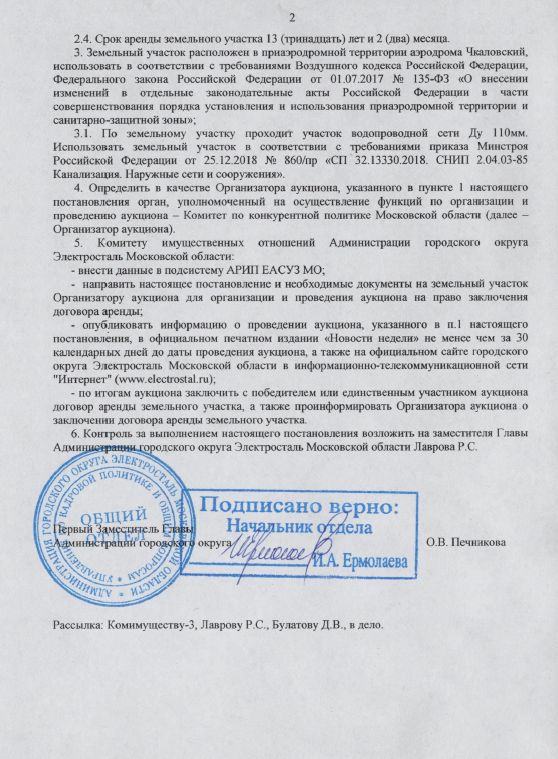 2
2.4. Срок аренды земельного участка 13 (тринадцать) лет и 2 (два) месяца.
3. Земельный участок расположен в приаэродромной территории аэродрома Чкаловский,
использовать в соответствии с требованиями Воздушного кодекса Российской Федерации,
Федерального закона Российской Федерации от 01.07.2017 № 135-ФЗ «О внесении
изменений в отдельные законодательные акты Российской Федерации в части
совершенствования порядка установления и использования приаэродромной территории и
санитарно-защитной зоны»;
3.1. По земельному участку проходит участок водопроводной сети Ду 110мм.
Использовать земельный участок в соответствии с требованиями приказа Минстроя
Российской Федерации от 25.12.2018 № 860/пр «СП 32.13330.2018. СНИП 2.04.03-85
Канализация. Наружные сети и сооружения».
4. Определить в качестве Организатора аукциона, указанного в пункте 1 настоящего
постановления орган, уполномоченный на осуществление функций по организации и
проведению аукциона – Комитет по конкурентной политике Московской области (далее –
Организатор аукциона).
5. Комитету имущественных отношений Администрации городского округа
Электросталь Московской области:
- внести данные в подсистему АРИП ЕАСУЗ МО;
- направить настоящее постановление и необходимые документы на земельный участок
Организатору аукциона для организации и проведения аукциона на право заключения
договора аренды;
- опубликовать информацию о проведении аукциона, указанного в п.1 настоящего
постановления, в официальном печатном издании «Новости недели» не менее чем за 30
календарных дней до даты проведения аукциона, а также на официальном сайте городского
округа Электросталь Московской области в информационно-телекоммуникационной сети
"Интернет" (www.electrostal.ru);
- по итогам аукциона заключить с победителем или единственным участником аукциона
договор аренды земельного участка, а также проинформировать Организатора аукциона о
заключении договора аренды земельного участка.
6. Контроль за выполнением настоящего постановления возложить на заместителя Главы
Администрации городского округа Электросталь Московской области Лаврова Р.С.
АДМИНИСТРАЦИЯ ГОРОДСКОГО ОКРУГА ЭЛЕКТРОСТАЛЬ МОСКОВСКОЙ ОБЛАСТИ
УПРАВЛЕНИЕ ПО КАДРОВОЙ ПОЛИТИКЕ И ОБЩИМ ВОПРОСАМ
ОБЩИЙ
ОТДЕЛ
Подписано верно:
Начальник отдела
И.А. Ермолаева
Первый Заместитель Главы
Администрации городского округа
О.В. Печникова
Рассылка: Комимуществу-3, Лаврову Р.С., Булатову Д.В., в дело.